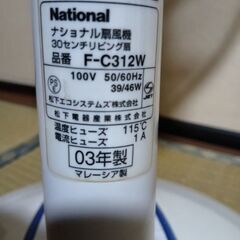 National
ナショナル扇風機
30センチリビング扇
品番 F-C312W
100V 50/60Hz
39/46W
PS
E
JET
松下エコシステムズ株式会社
松下電器産業株式会社
温度ヒューズ 115℃
電流ヒューズ 1A
03年製
マレーシア製